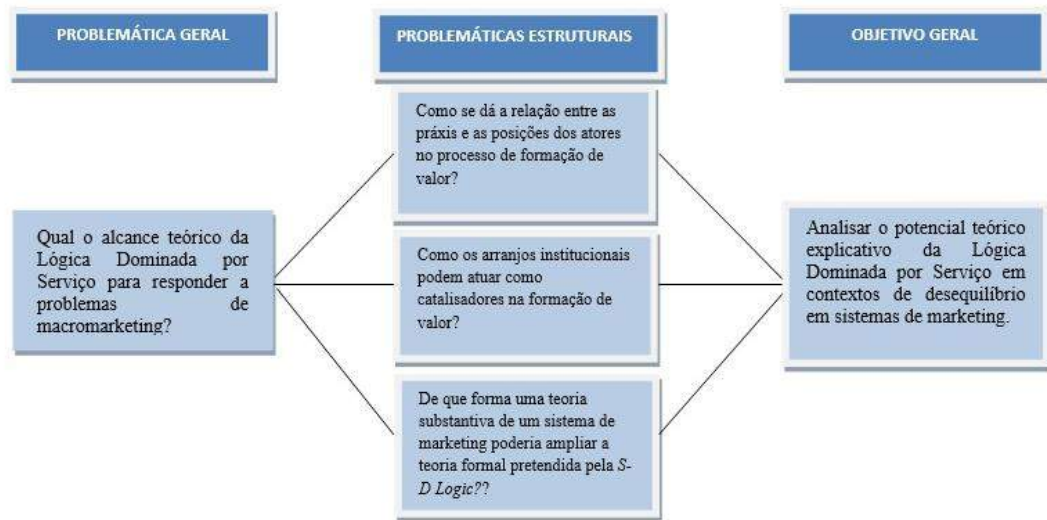 PROBLEMÁTICA GERAL
PROBLEMÁTICAS ESTRUTURAIS
OBJETIVO GERAL
Como se dá a relação entre as
práxis e as posições dos atores
no processo de formação de
valor?
Qual o alcance teórico da
Lógica Dominada por
Serviço para responder a
problemas de
macromarketing?
Como os arranjos institucionais
podem atuar como
catalisadores na formação de
valor?
Analisar o potencial teórico
explicativo da Lógica
Dominada por Serviço em
contextos de desequilíbrio
em sistemas de marketing.
De que forma uma teoria
substantiva de um sistema de
marketing poderia ampliar a
teoria formal pretendida pela S-
D Logic??